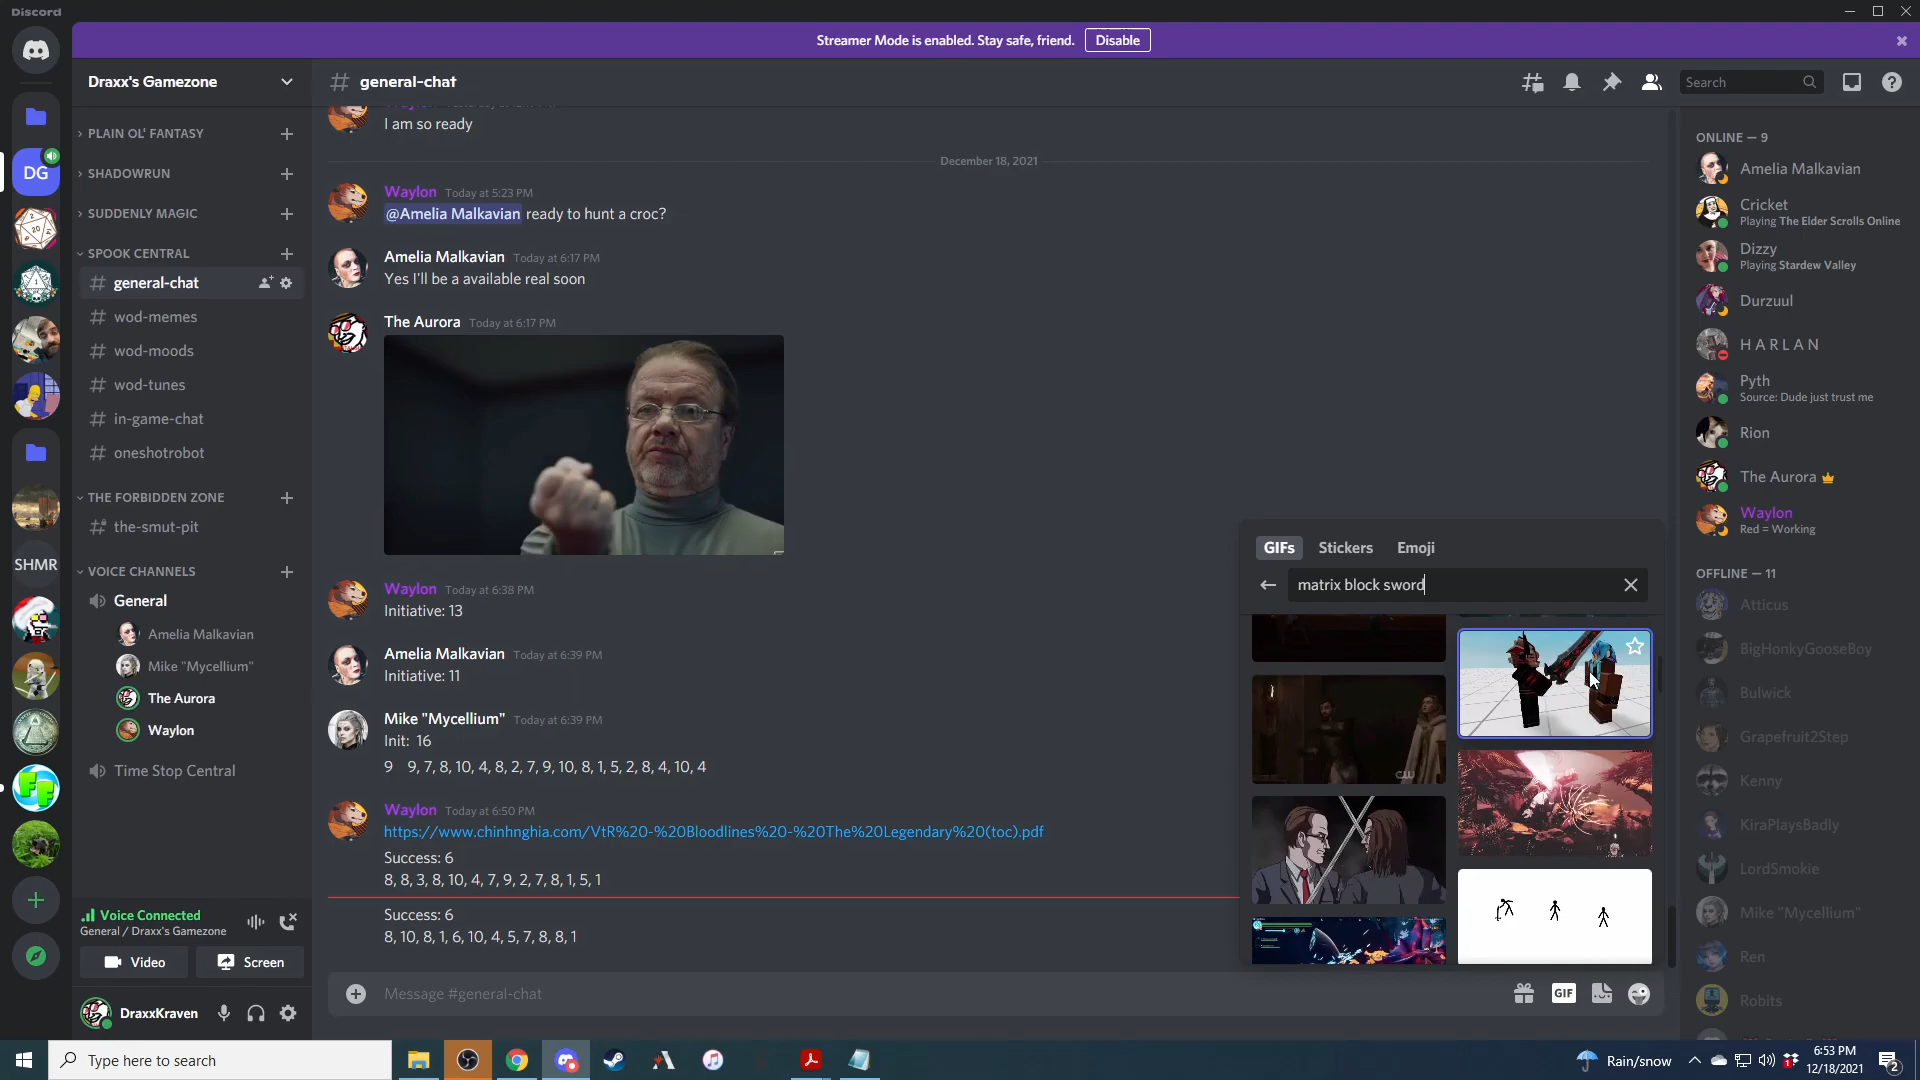 Discord
Streamer Mode is enabled. Stay safe, friend.
Disable
Draxx's Gamezone
general-chat
Search
PLAIN OL' FANTASY
DG
SHADOWRUN
SUDDENLY MAGIC
SPOOK CENTRAL
general-chat
wod-memes
wod-moods
wod-tunes
in-game-chat
oneshotrobot
THE FORBIDDEN ZONE
the-smut-pit
SHMR
VOICE CHANNELS
General
Amelia Malkavian
Mike "Mycellium"
The Aurora
Waylon
Time Stop Central
Voice Connected
General / Draxx's Gamezone
Video
Screen
DraxxKraven
I am so ready
December 18, 2021
Waylon Today at 5:23 PM
@Amelia Malkavian ready to hunt a croc?
Amelia Malkavian Today at 6:17 PM
Yes I'll be a available real soon
The Aurora Today at 6:17 PM
Waylon Today at 6:38 PM
Initiative: 13
Amelia Malkavian Today at 6:39 PM
Initiative: 11
Mike "Mycellium" Today at 6:39 PM
Init: 16
9 9, 7, 8, 10, 4, 8, 2, 7, 9, 10, 8, 1, 5, 2, 8, 4, 10, 4
Waylon Today at 6:50 PM
https://www.chinhnghia.com/VtR%20-%20Bloodlines%20-%20The%20Legendary%20(toc).pdf
Success: 6
8, 8, 3, 8, 10, 4, 7, 9, 2, 7, 8, 1, 5, 1
Success: 6
8, 10, 8, 1, 6, 10, 4, 5, 7, 8, 8, 1
Message #general-chat
GIF
GIFs Stickers Emoji
matrix block sword
CW
ONLINE — 9
Amelia Malkavian
Cricket
Playing The Elder Scrolls Online
Dizzy
Playing Stardew Valley
Durzuul
H A R L A N
Pyth
Source: Dude just trust me
Rion
The Aurora
Waylon
Red = Working
OFFLINE — 11
Atticus
BigHonkyGooseBoy
Bulwick
Grapefruit2Step
Kenny
KiraPlaysBadly
LordSmokie
Mike "Mycellium"
Ren
Robits
Type here to search
Rain/snow
6:53 PM
12/18/2021
2